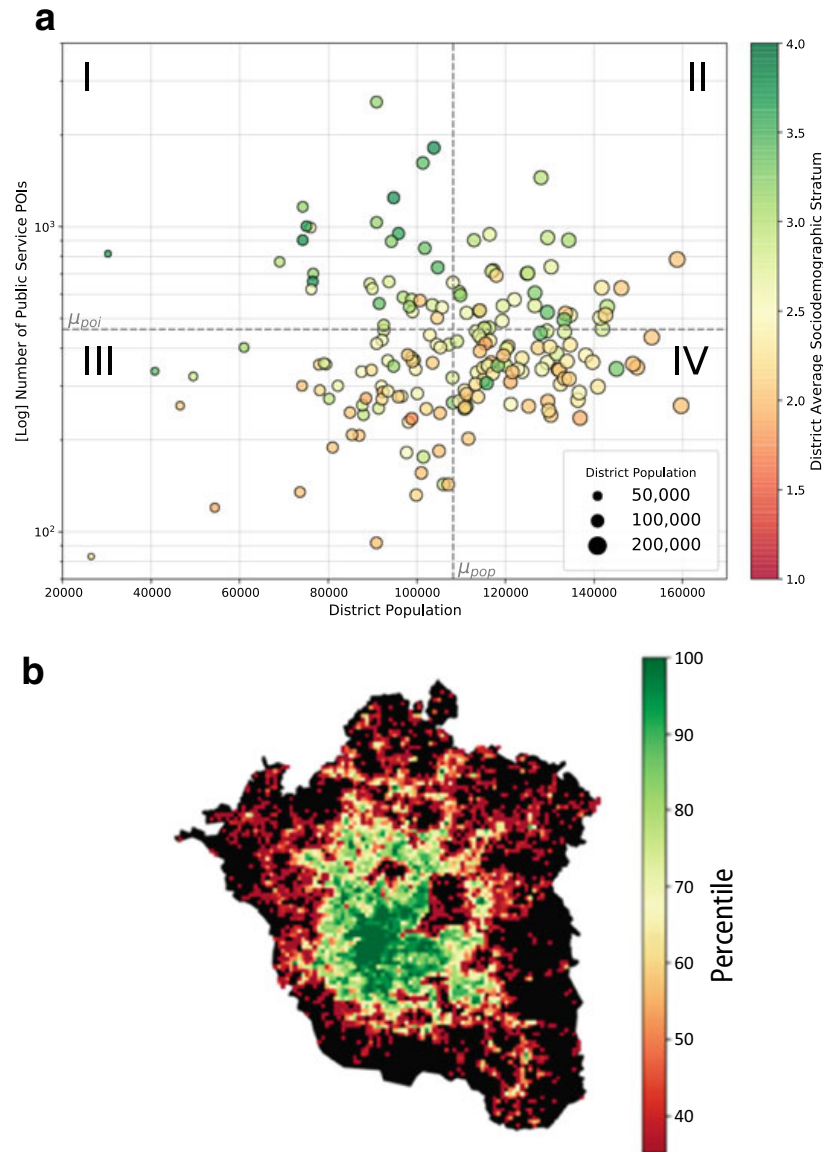 a
I
II
III
IV
μpoi
μpop
[Log] Number of Public Service POIs
10³
10²
20000 40000 60000 80000 100000 120000 140000 160000
District Population
District Population
50,000
100,000
200,000
4.0
3.5
3.0
2.5
2.0
1.5
1.0
District Average Sociodemographic Stratum
b
100
90
80
70
60
50
40
Percentile